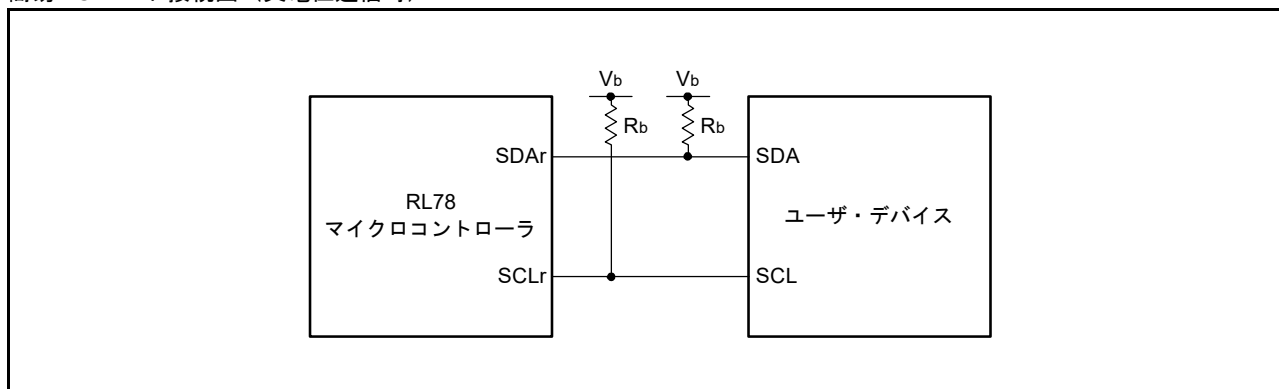 Vb Vb
Rb Rb
SDAr SDA
RL78
マイクロコントローラ
ユーザ・デバイス
SCLr SCL